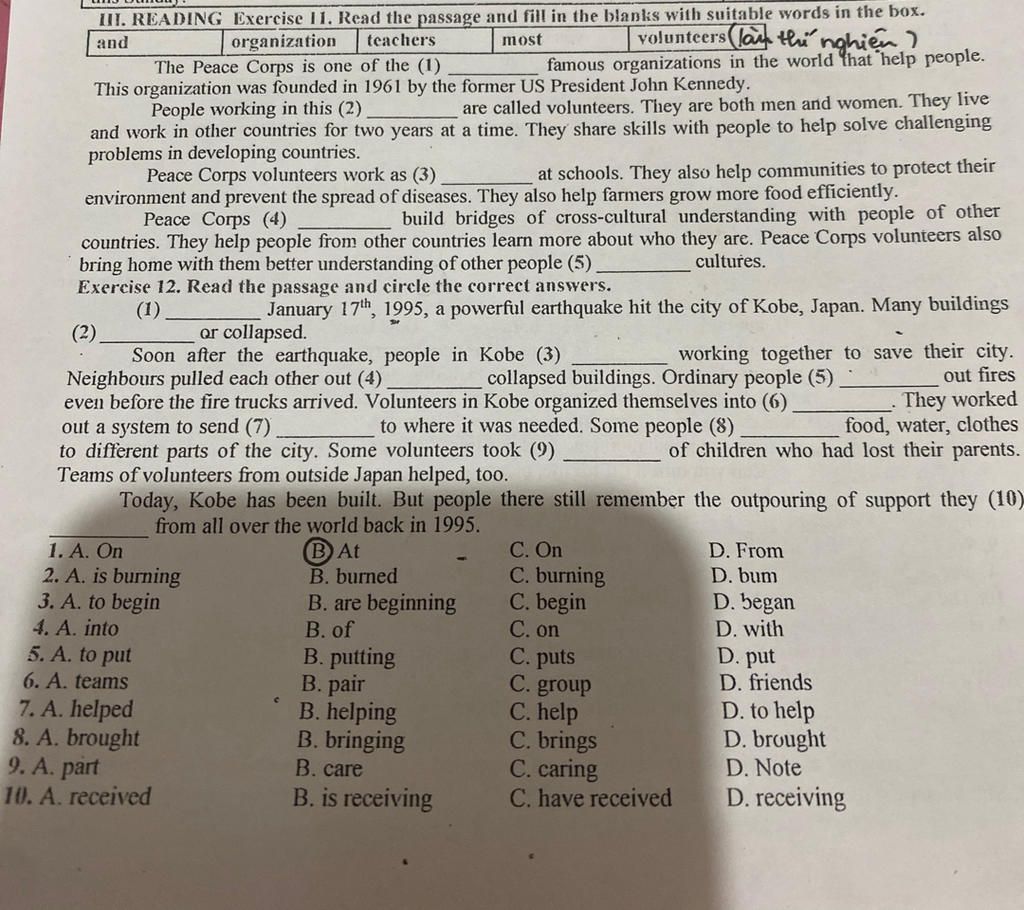 III. READING Exercise 11. Read the passage and fill in the blanks with suitable words in the box.
and organization teachers most volunteers (làm thí nghiện)
The Peace Corps is one of the (1) __________ famous organizations in the world that help people.
This organization was founded in 1961 by the former US President John Kennedy.
People working in this (2) __________ are called volunteers. They are both men and women. They live
and work in other countries for two years at a time. They share skills with people to help solve challenging
problems in developing countries.
Peace Corps volunteers work as (3) __________ at schools. They also help communities to protect their
environment and prevent the spread of diseases. They also help farmers grow more food efficiently.
Peace Corps (4) __________ build bridges of cross-cultural understanding with people of other
countries. They help people from other countries learn more about who they are. Peace Corps volunteers also
bring home with them better understanding of other people (5) __________ cultures.
Exercise 12. Read the passage and circle the correct answers.
(1) __________ January 17th, 1995, a powerful earthquake hit the city of Kobe, Japan. Many buildings
(2) __________ or collapsed.
Soon after the earthquake, people in Kobe (3) __________ working together to save their city.
Neighbours pulled each other out (4) __________ collapsed buildings. Ordinary people (5) __________ out fires
even before the fire trucks arrived. Volunteers in Kobe organized themselves into (6) __________. They worked
out a system to send (7) __________ to where it was needed. Some people (8) __________ food, water, clothes
to different parts of the city. Some volunteers took (9) __________ of children who had lost their parents.
Teams of volunteers from outside Japan helped, too.
Today, Kobe has been built. But people there still remember the outpouring of support they (10)
__________ from all over the world back in 1995.
1. A. On B. At C. On D. From
2. A. is burning B. burned C. burning D. bum
3. A. to begin B. are beginning C. begin D. began
4. A. into B. of C. on D. with
5. A. to put B. putting C. puts D. put
6. A. teams B. pair C. group D. friends
7. A. helped B. helping C. help D. to help
8. A. brought B. bringing C. brings D. brought
9. A. part B. care C. caring D. Note
10. A. received B. is receiving C. have received D. receiving